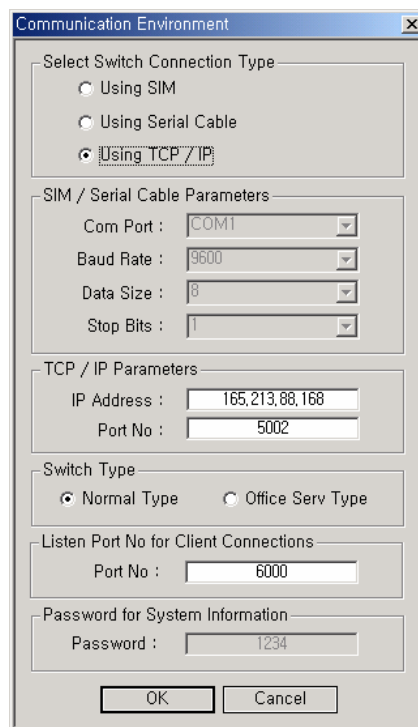 Communication Environment
Select Switch Connection Type
Using SIM
Using Serial Cable
Using TCP / IP
SIM / Serial Cable Parameters
Com Port : COM1
Baud Rate : 9600
Data Size : 8
Stop Bits : 1
TCP / IP Parameters
IP Address : 165,213,88,168
Port No : 5002
Switch Type
Normal Type Office Serv Type
Listen Port No for Client Connections
Port No : 6000
Password for System Information
Password : 1234
OK Cancel